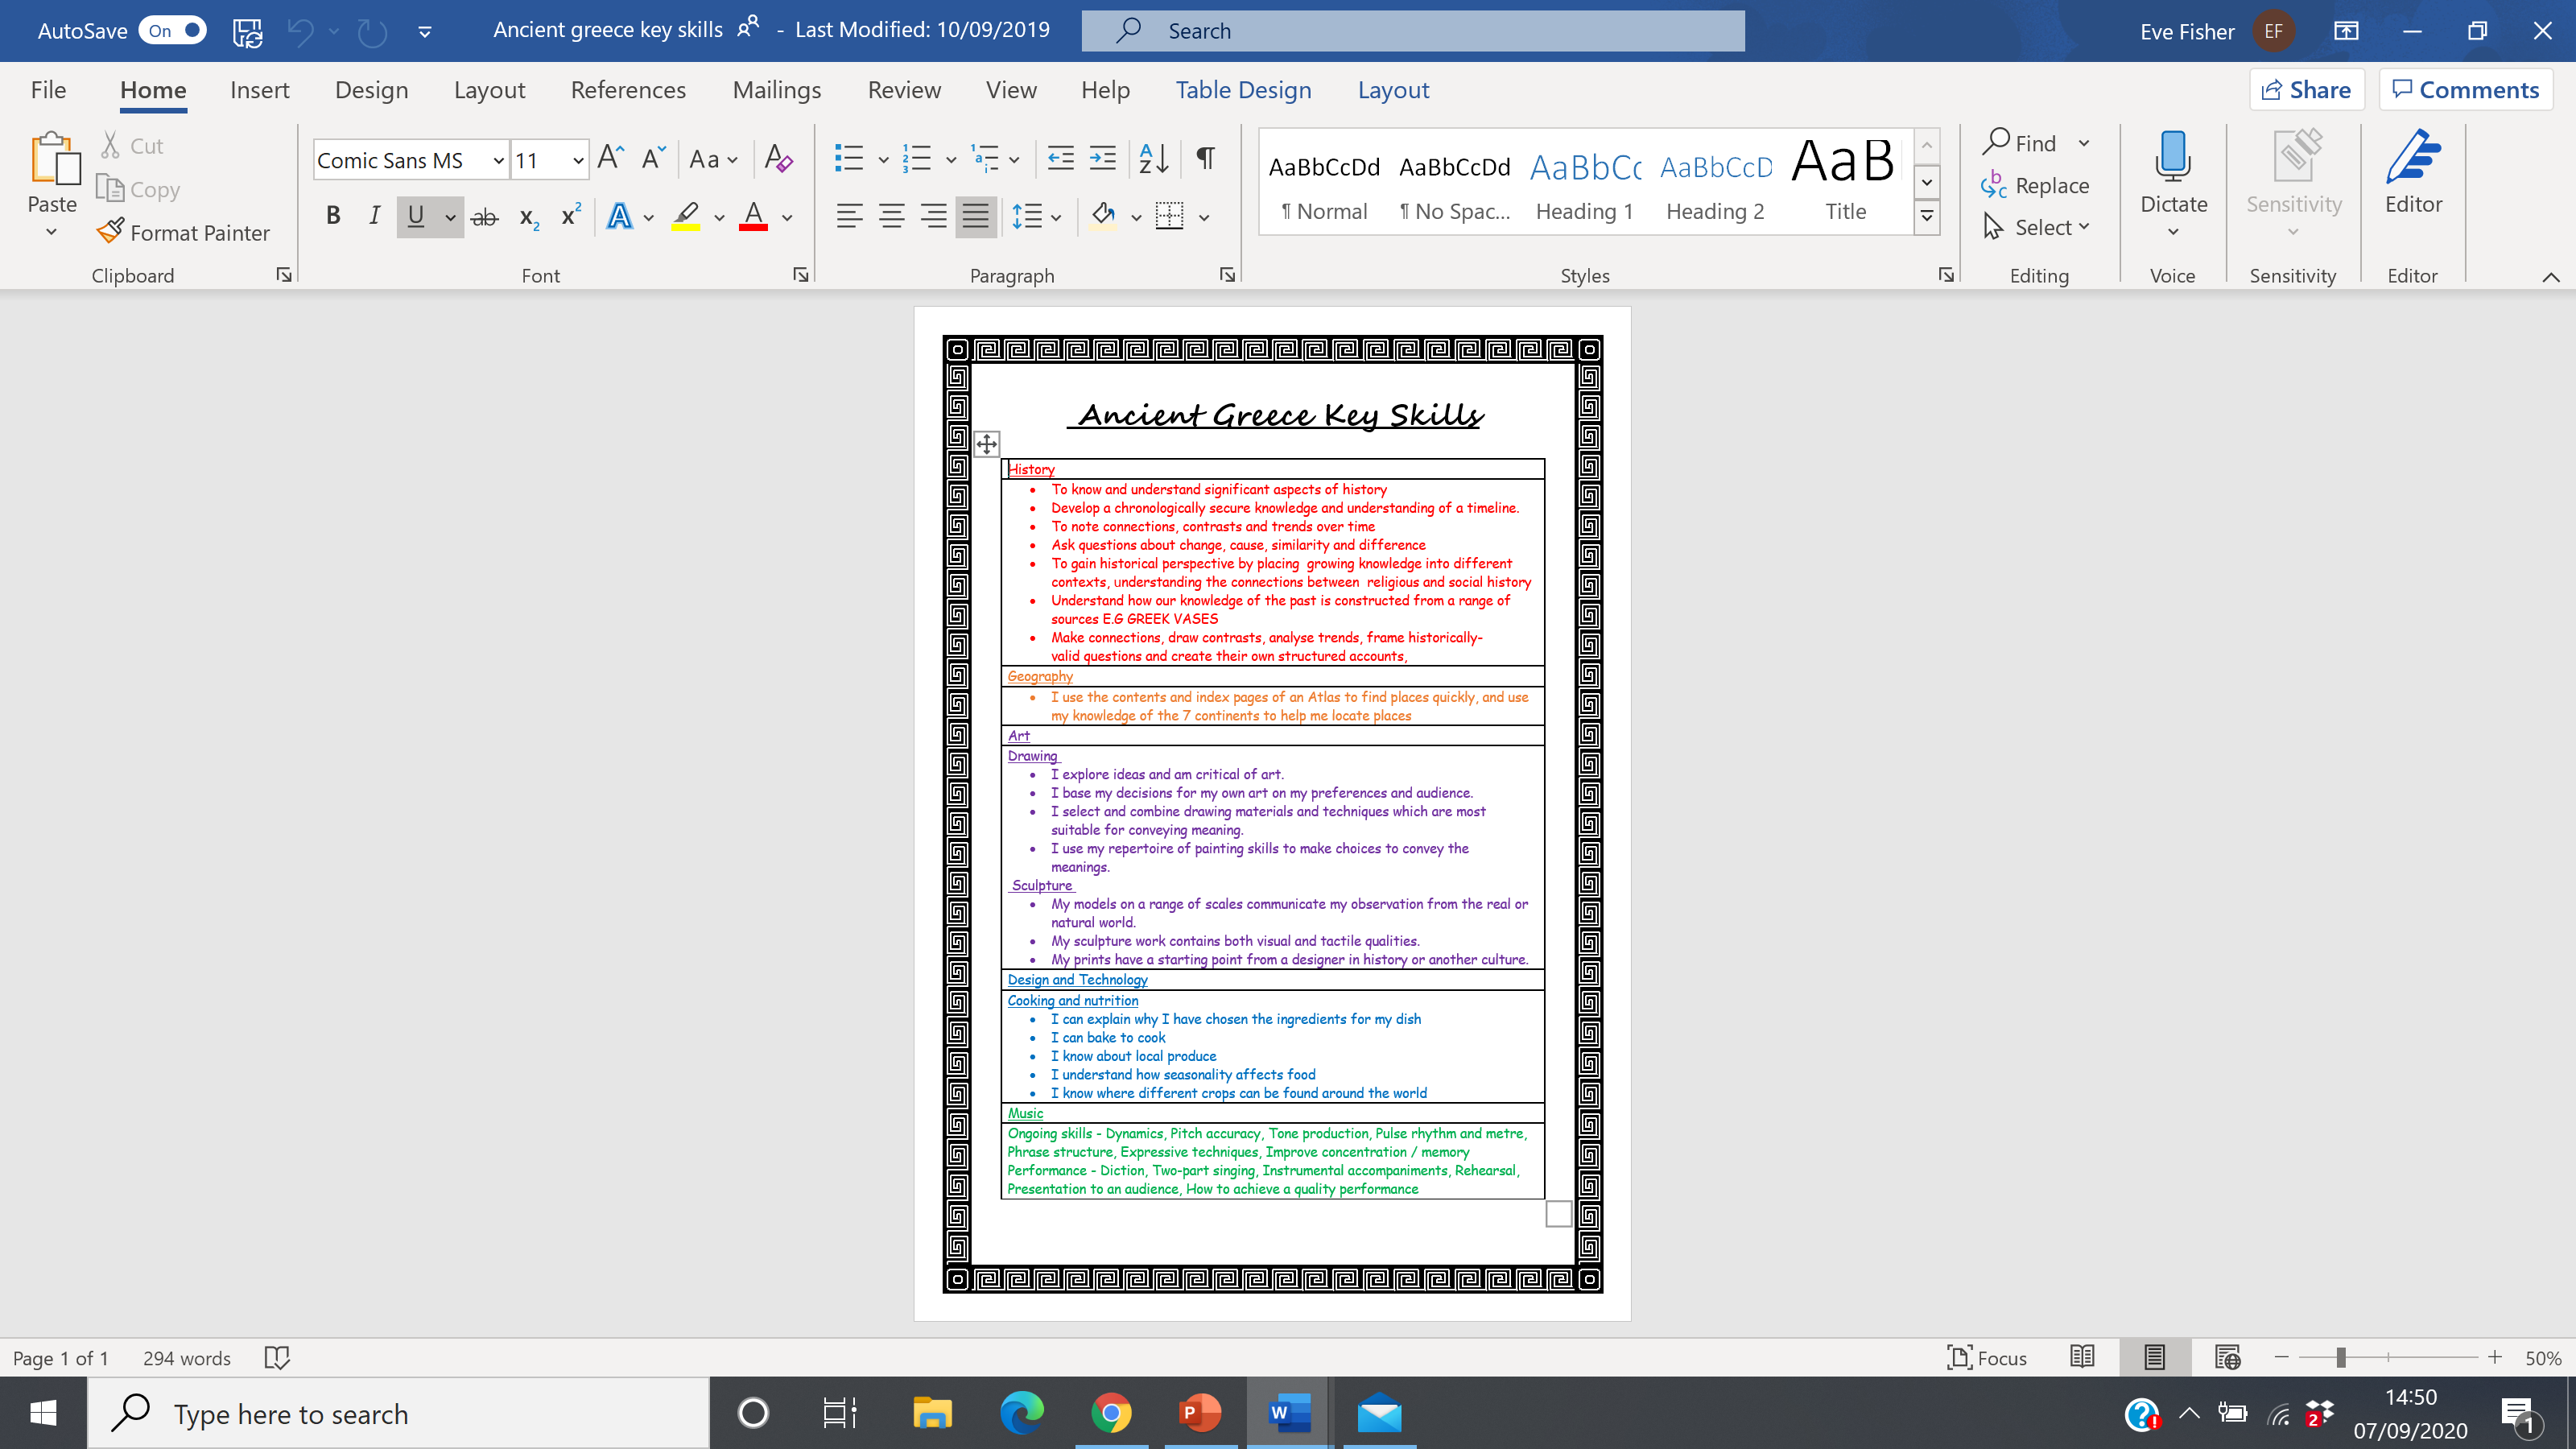 AutoSave On Ancient greece key skills - Last Modified: 10/09/2019 Search Eve Fisher EF
File Home Insert Design Layout References Mailings Review View Help Table Design Layout Share Comments
Paste
Cut
Copy
Format Painter
Clipboard
Comic Sans MS 11
Font
Paragraph
AaBbCcDd AaBbCcDd AaBbCc AaBbCcD AaB
¶ Normal ¶ No Spac... Heading 1 Heading 2 Title
Styles
Find
Replace
Select
Editing
Dictate
Voice
Sensitivity
Sensitivity
Editor
Editor
Ancient Greece Key Skills
History
• To know and understand significant aspects of history
• Develop a chronologically secure knowledge and understanding of a timeline.
• To note connections, contrasts and trends over time
• Ask questions about change, cause, similarity and difference
• To gain historical perspective by placing growing knowledge into different
contexts, understanding the connections between religious and social history
• Understand how our knowledge of the past is constructed from a range of
sources E.G GREEK VASES
• Make connections, draw contrasts, analyse trends, frame historically-
valid questions and create their own structured accounts,
Geography
• I use the contents and index pages of an Atlas to find places quickly, and use
my knowledge of the 7 continents to help me locate places
Art
Drawing
• I explore ideas and am critical of art.
• I base my decisions for my own art on my preferences and audience.
• I select and combine drawing materials and techniques which are most
suitable for conveying meaning.
• I use my repertoire of painting skills to make choices to convey the
meanings.
Sculpture
• My models on a range of scales communicate my observation from the real or
natural world.
• My sculpture work contains both visual and tactile qualities.
• My prints have a starting point from a designer in history or another culture.
Design and Technology
Cooking and nutrition
• I can explain why I have chosen the ingredients for my dish
• I can bake to cook
• I know about local produce
• I understand how seasonality affects food
• I know where different crops can be found around the world
Music
Ongoing skills - Dynamics, Pitch accuracy, Tone production, Pulse rhythm and metre,
Phrase structure, Expressive techniques, Improve concentration / memory
Performance - Diction, Two-part singing, Instrumental accompaniments, Rehearsal,
Presentation to an audience, How to achieve a quality performance
Page 1 of 1 294 words Focus 50%
Type here to search
14:50
07/09/2020